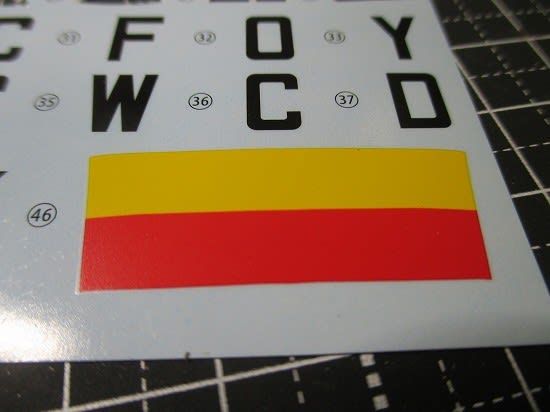 C ㉛ F ㉜ O ㉝ Y
㉟ W ㊱ C ㊲ D
㊻